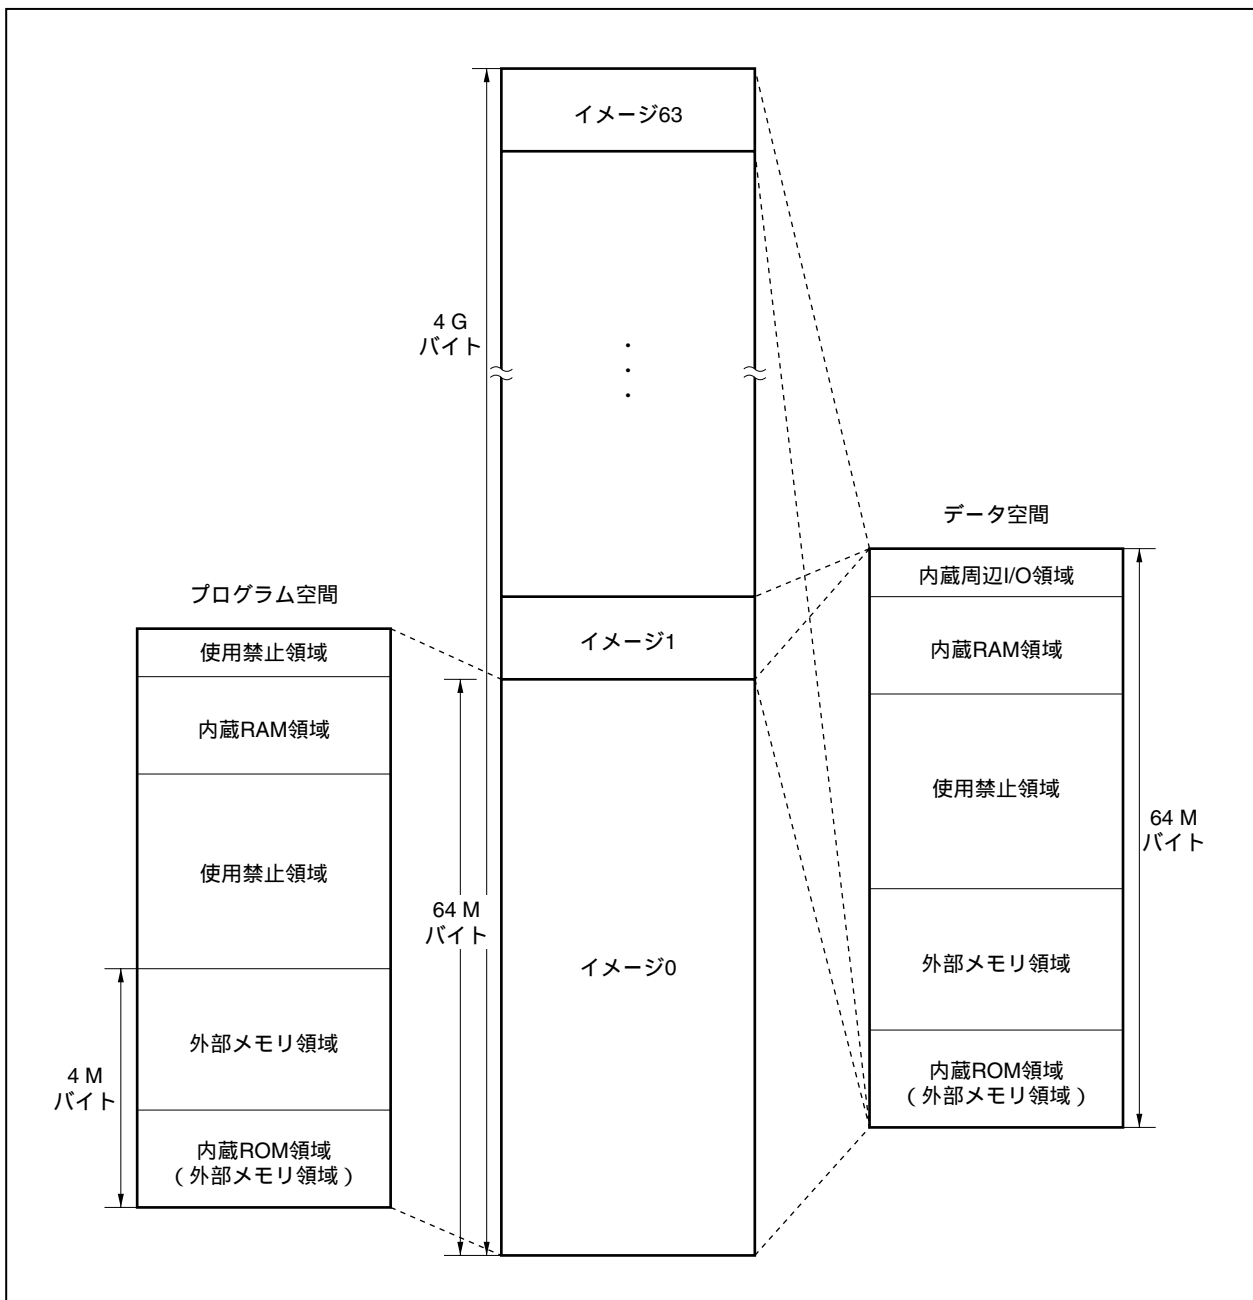 イメージ63
4 G
バイト
・
・
・
データ空間
内蔵周辺I/O領域
プログラム空間
イメージ1
使用禁止領域
内蔵RAM領域
内蔵RAM領域
使用禁止領域
64 M
バイト
使用禁止領域
64 M
バイト
イメージ0
外部メモリ領域
外部メモリ領域
4 M
バイト
内蔵ROM領域
（外部メモリ領域）
内蔵ROM領域
（外部メモリ領域）